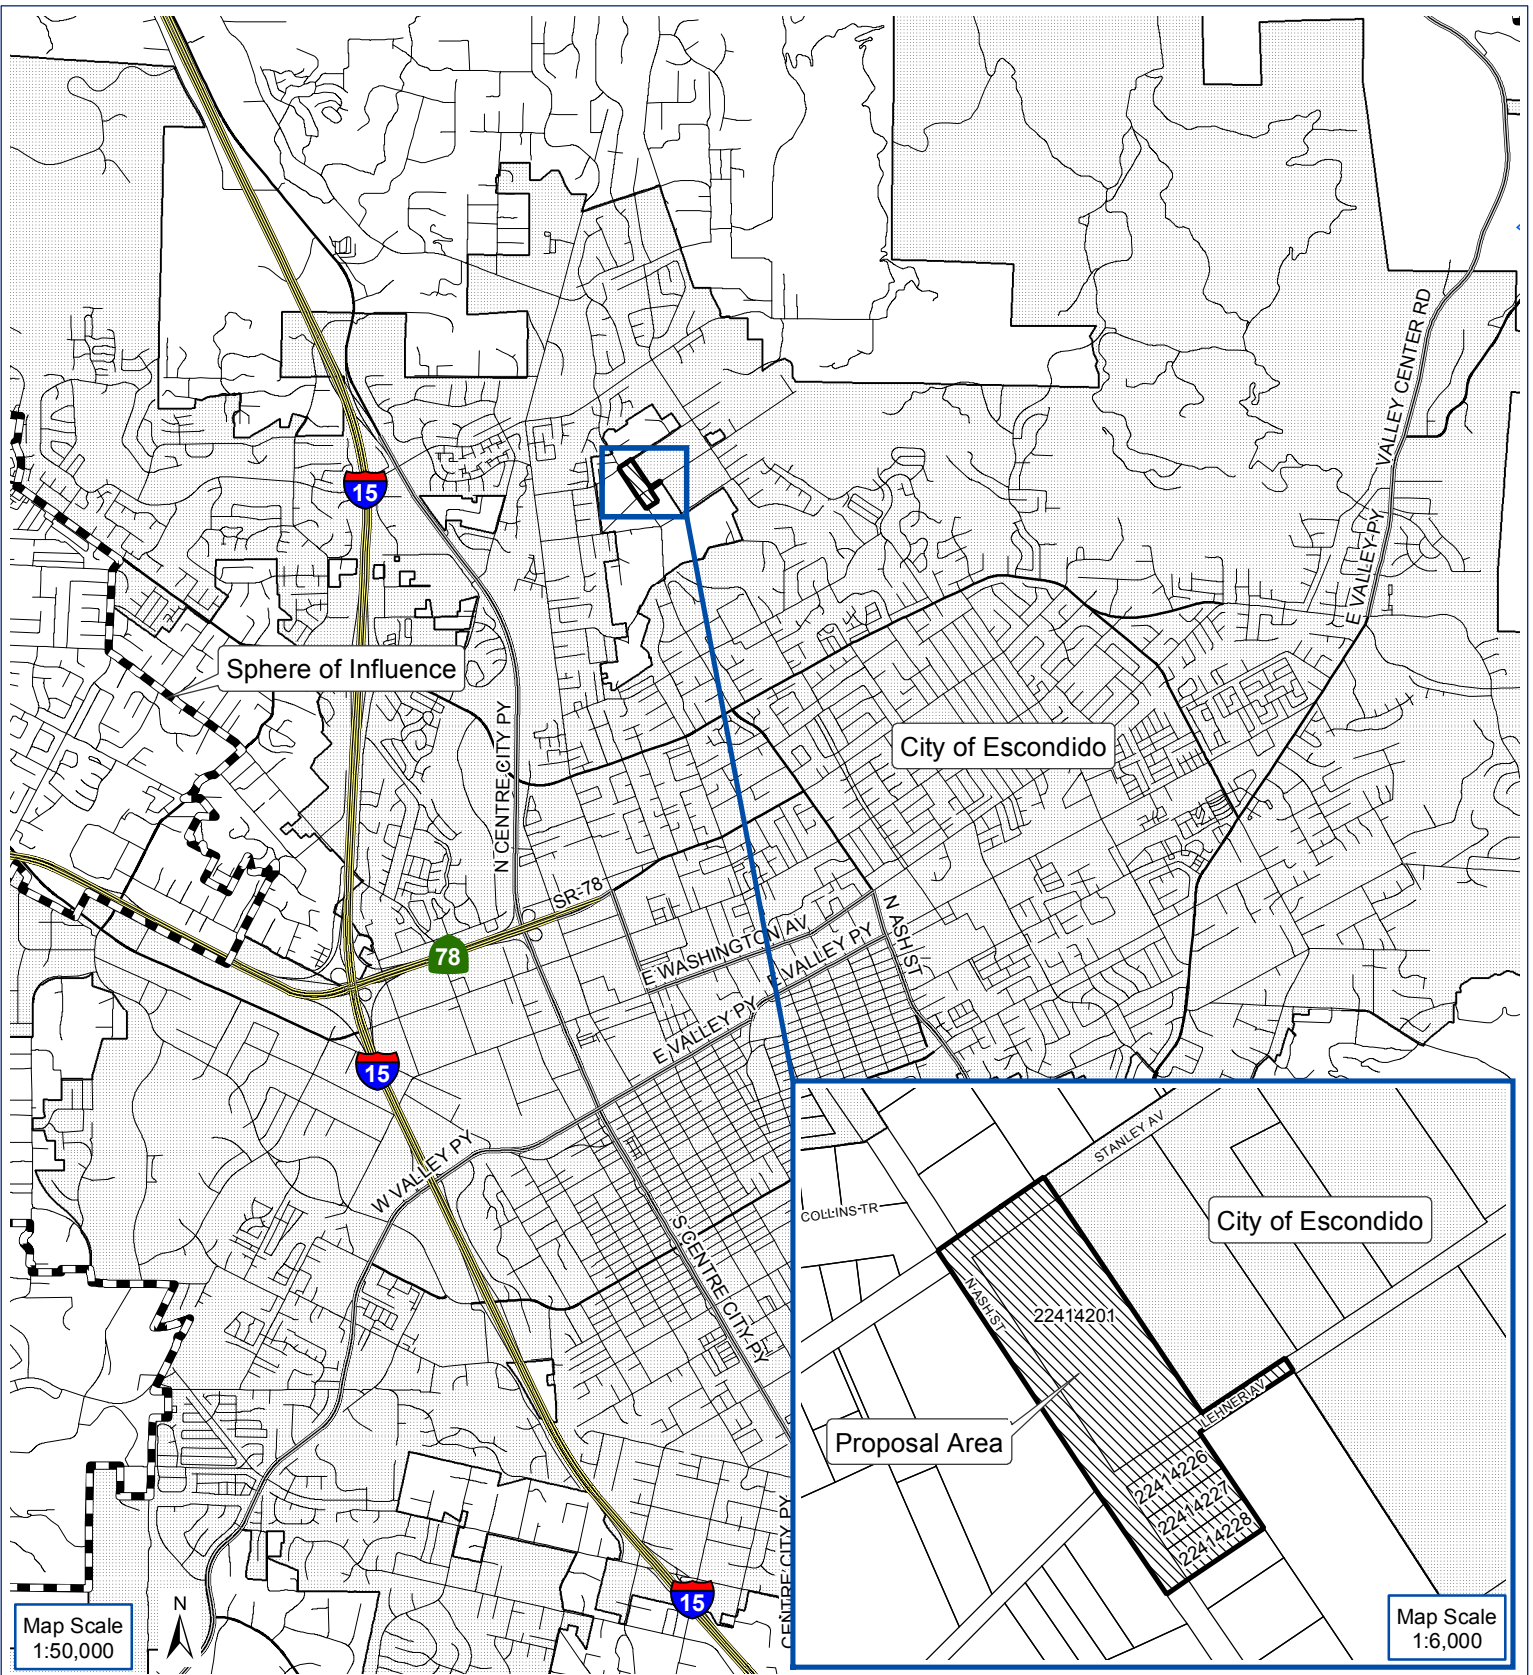 VALLEY CENTER RD
15
E VALLEY PY
Sphere of Influence
N CENTRE CITY PY
City of Escondido
SR-78
N ASH ST
78
E WASHINGTON AV
E VALLEY PY
E VALLEY PY
15
W VALLEY PY
S CENTRE CITY PY
STANLEY AV
COLLINS TR
City of Escondido
N ASH ST
22414201
LEHNER AV
Proposal Area
22414226
22414227
22414228
CENTRE CITY PY
15
N
Map Scale
1:50,000
Map Scale
1:6,000